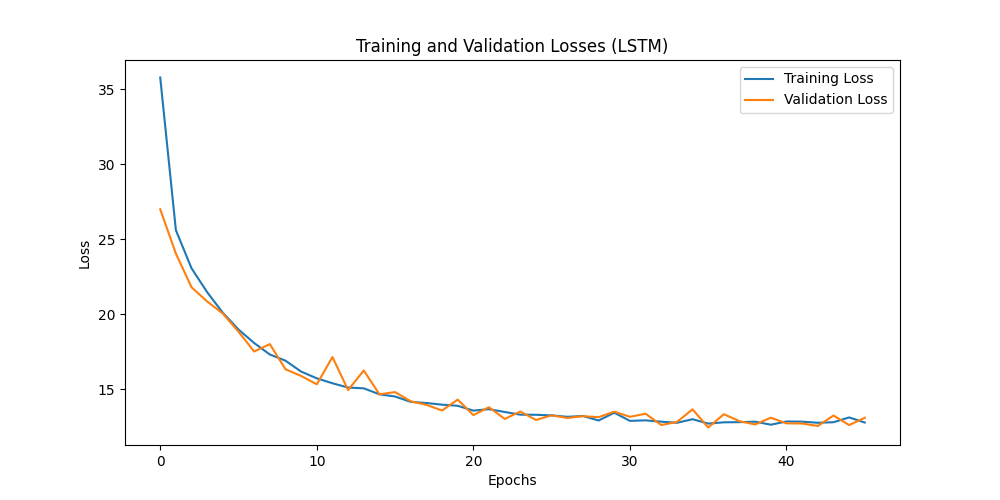 Training and Validation Losses (LSTM)
Training Loss
Validation Loss
35
30
25
20
15
Loss
0 10 20 30 40
Epochs